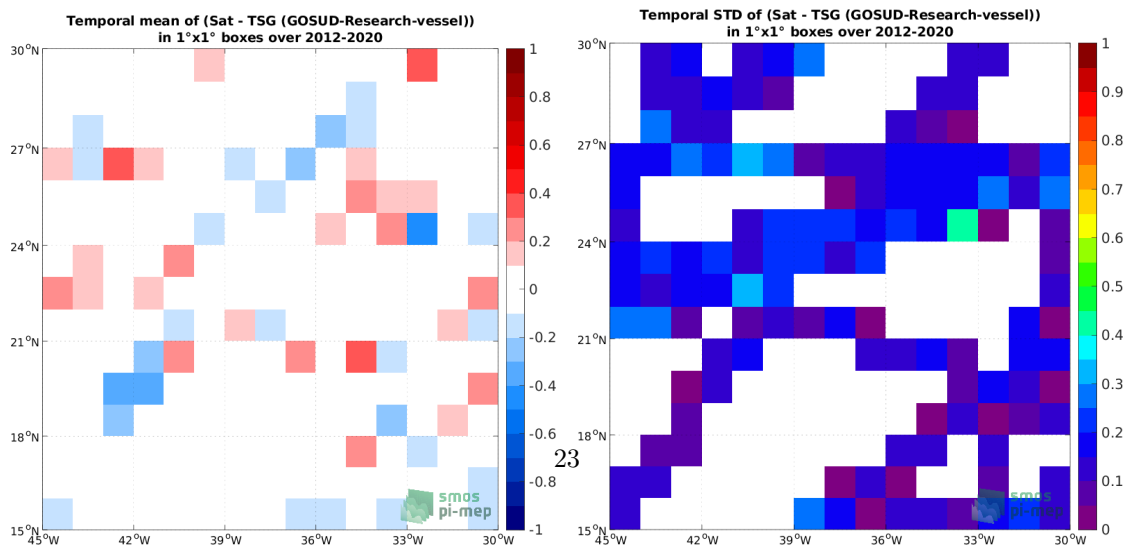 Temporal mean of (Sat - TSG (GOSUD-Research-vessel))
in 1°x1° boxes over 2012-2020
30°N
27°N
24°N
21°N
18°N
15°N
45°W
42°W
39°W
36°W
33°W
30°W
1
0.8
0.6
0.4
0.2
0
-0.2
-0.4
-0.6
-0.8
-1
smos
pi-mep
23
Temporal STD of (Sat - TSG (GOSUD-Research-vessel))
in 1°x1° boxes over 2012-2020
30°N
27°N
24°N
21°N
18°N
15°N
45°W
42°W
39°W
36°W
33°W
30°W
1
0.9
0.8
0.7
0.6
0.5
0.4
0.3
0.2
0.1
0
smos
pi-mep